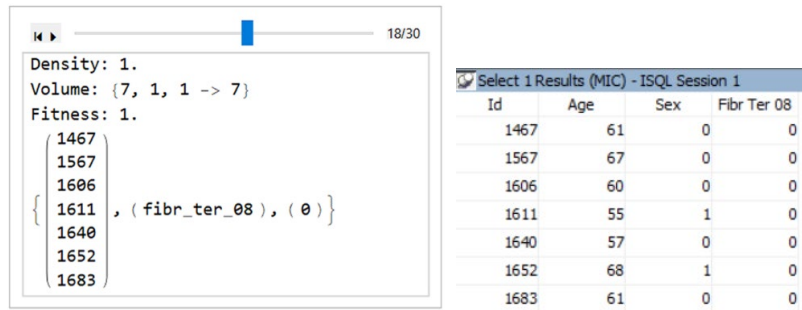 18/30
Density: 1.
Volume: {7, 1, 1 -> 7}
Fitness: 1.
1467
1567
1606
{ 1611 , ( fibr_ter_08 ), ( 0 ) }
1640
1652
1683
Select 1 Results (MIC) - ISQL Session 1
Id Age Sex Fibr Ter 08
1467 61 0 0
1567 67 0 0
1606 60 0 0
1611 55 1 0
1640 57 0 0
1652 68 1 0
1683 61 0 0